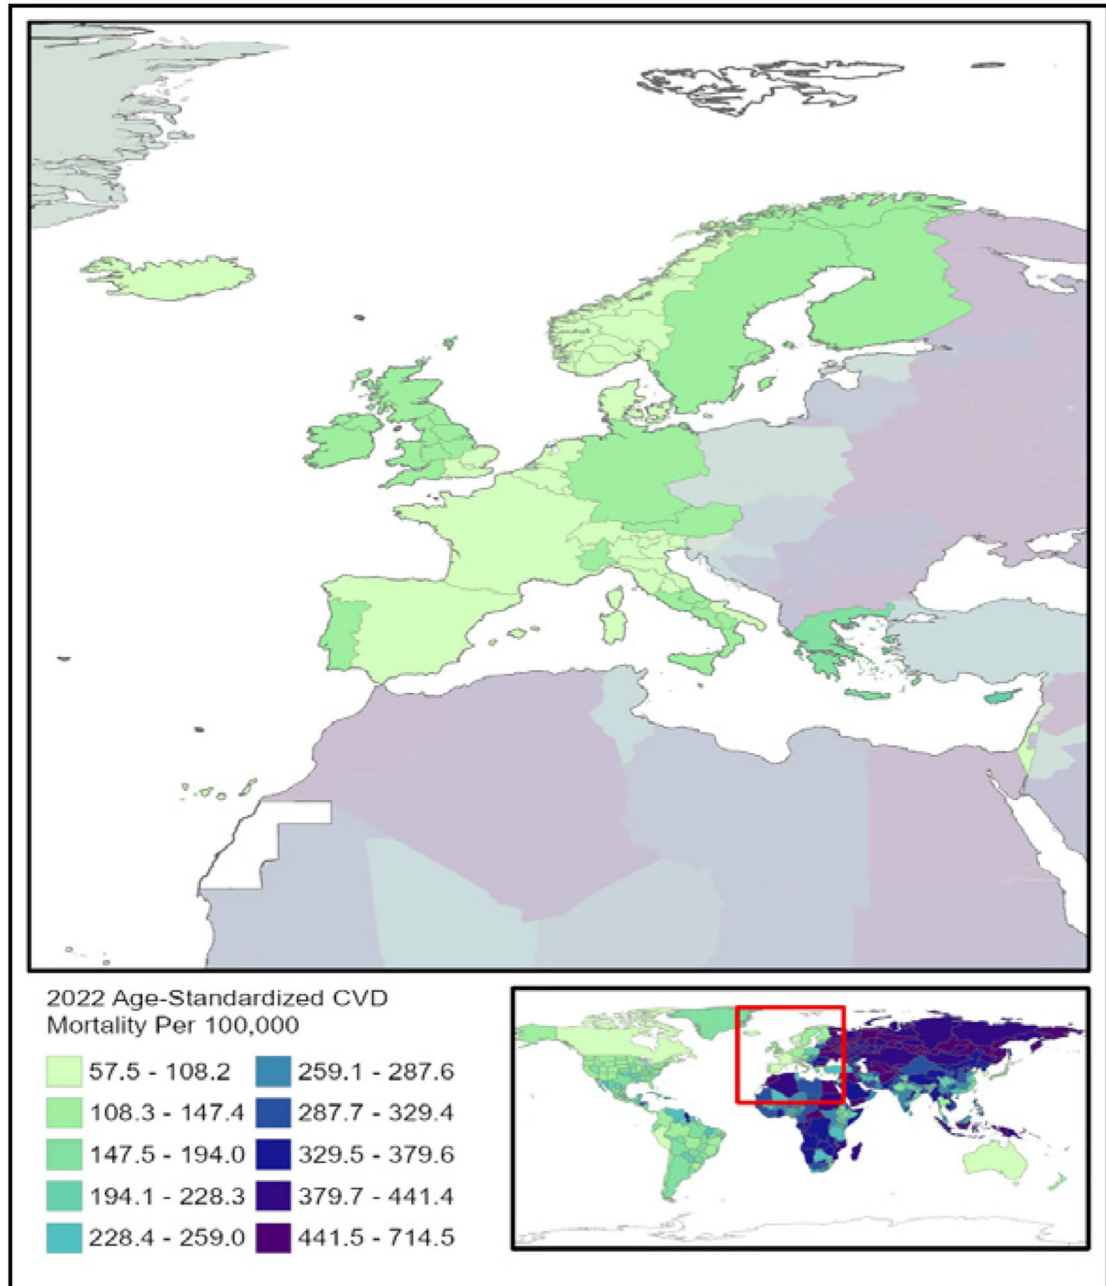 2022 Age-Standardized CVD
Mortality Per 100,000
57.5 - 108.2
108.3 - 147.4
147.5 - 194.0
194.1 - 228.3
228.4 - 259.0
259.1 - 287.6
287.7 - 329.4
329.5 - 379.6
379.7 - 441.4
441.5 - 714.5